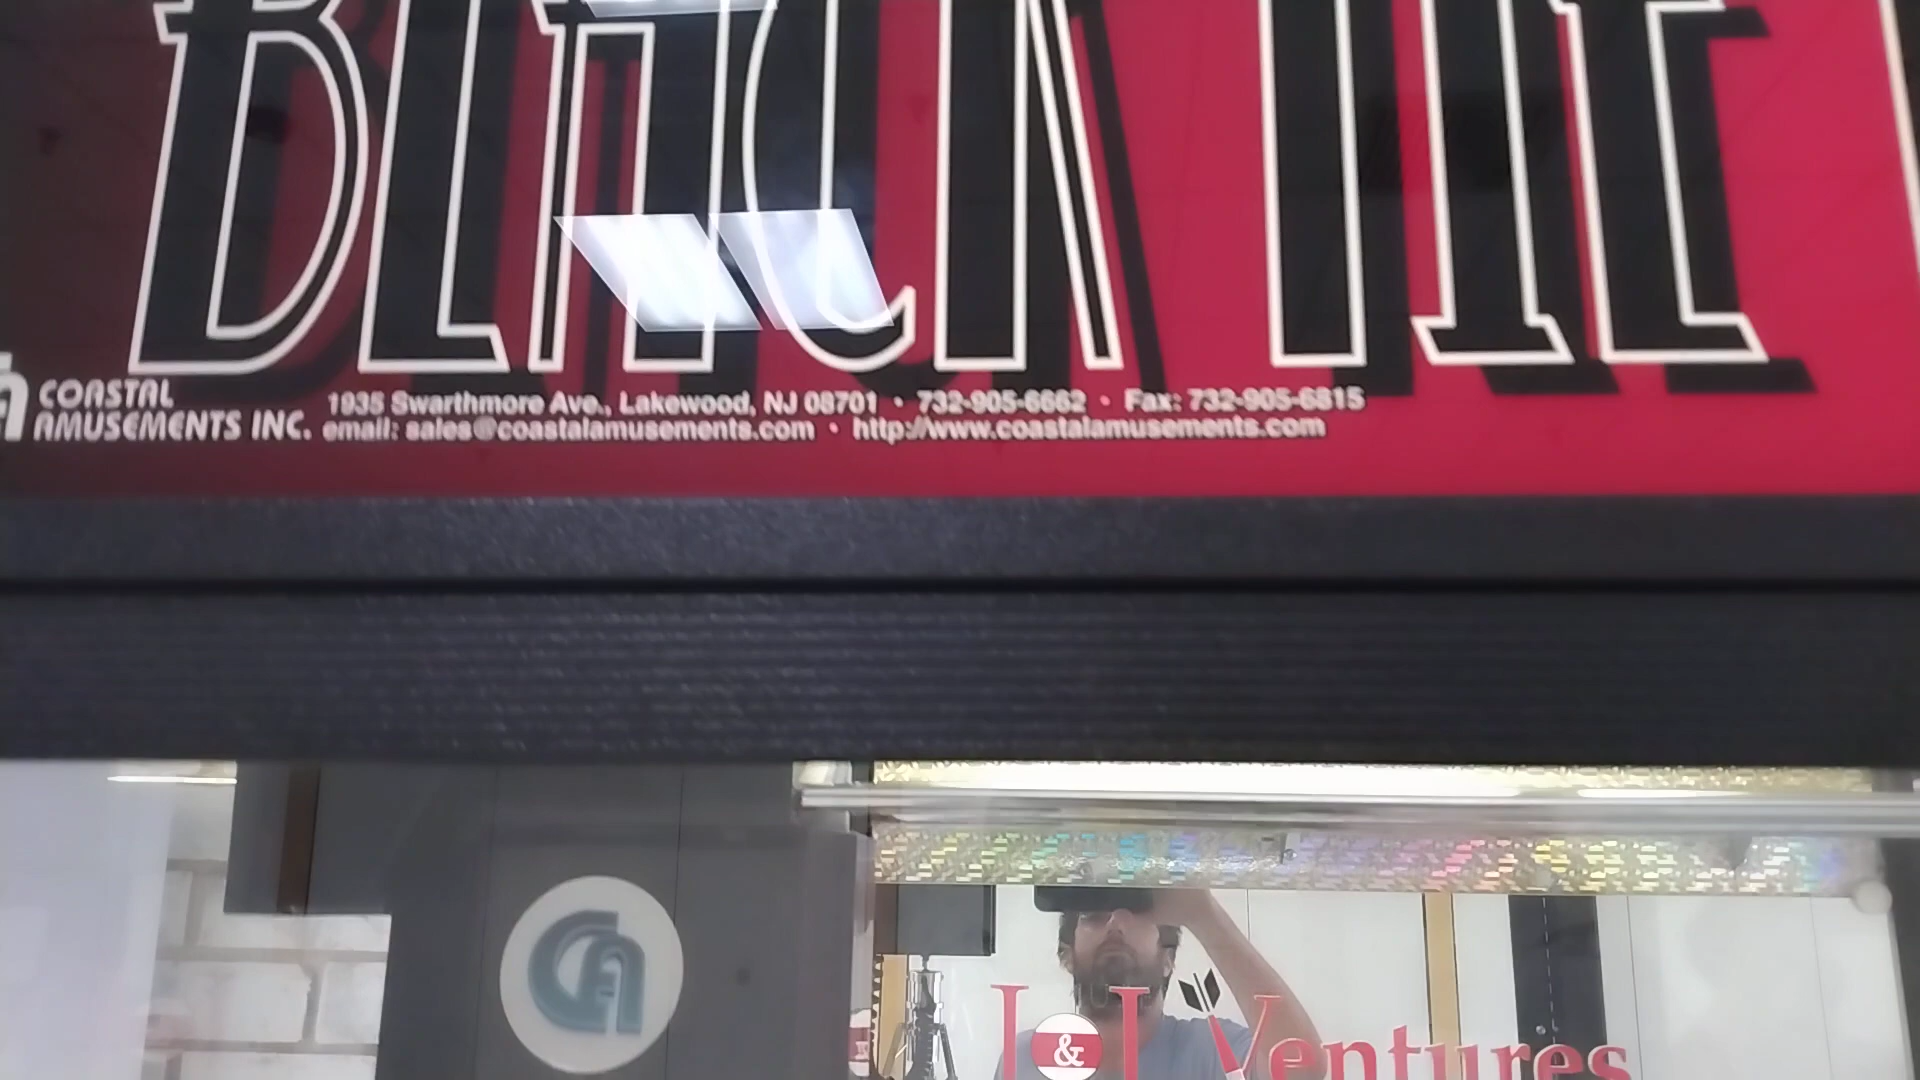 BLACK TIE
COASTAL
AMUSEMENTS INC.
1935 Swarthmore Ave., Lakewood, NJ 08701 • 732-905-6662 • Fax: 732-905-6815
email: sales@coastalamusements.com • http://www.coastalamusements.com
CA
J&J Ventures